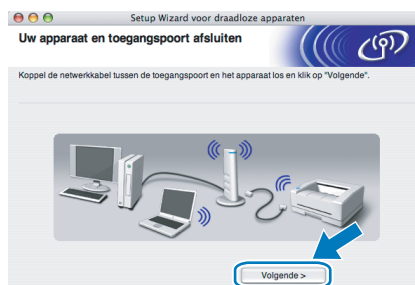 Setup Wizard voor draadloze apparaten
Uw apparaat en toegangspoort afsluiten
Koppel de netwerkkabel tussen de toegangspoort en het apparaat los en klik op "Volgende".
Volgende >